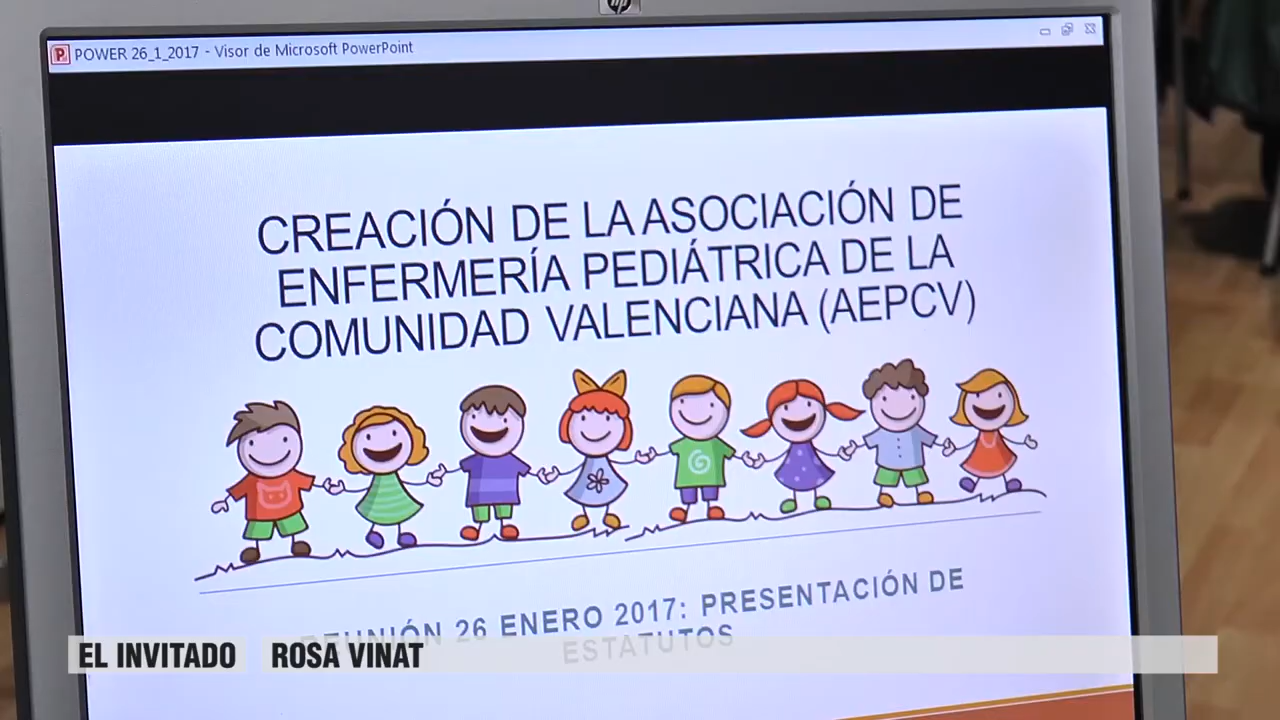 hp
POWER 26_1_2017 - Visor de Microsoft PowerPoint
CREACIÓN DE LA ASOCIACIÓN DE
ENFERMERÍA PEDIÁTRICA DE LA
COMUNIDAD VALENCIANA (AEPCV)
REUNIÓN 26 ENERO 2017: PRESENTACIÓN DE
ESTATUTOS
EL INVITADO ROSA VINAT